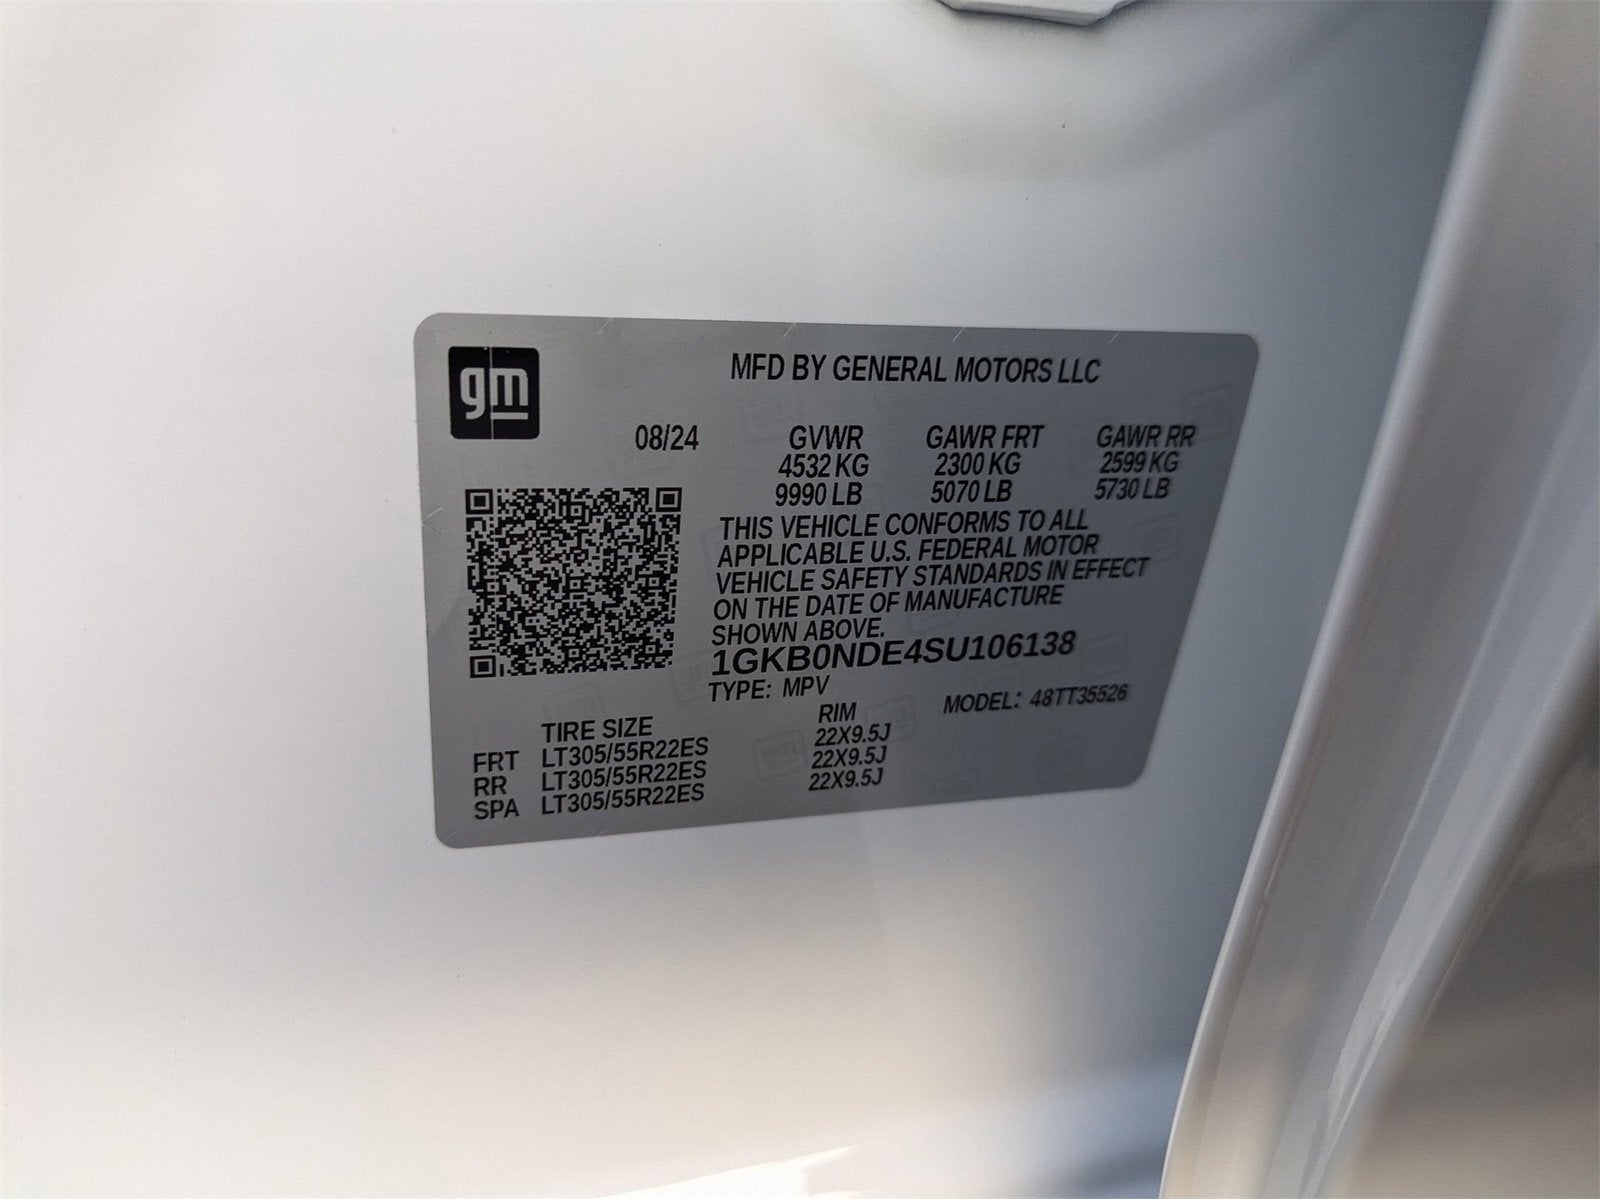 gm
MFD BY GENERAL MOTORS LLC
08/24 GVWR GAWR FRT GAWR RR
4532 KG 2300 KG 2599 KG
9990 LB 5070 LB 5730 LB
THIS VEHICLE CONFORMS TO ALL
APPLICABLE U.S. FEDERAL MOTOR
VEHICLE SAFETY STANDARDS IN EFFECT
ON THE DATE OF MANUFACTURE
SHOWN ABOVE.
1GKB0NDE4SU106138
TYPE: MPV MODEL: 48TT35526
TIRE SIZE RIM
FRT LT305/55R22ES 22X9.5J
RR LT305/55R22ES 22X9.5J
SPA LT305/55R22ES 22X9.5J